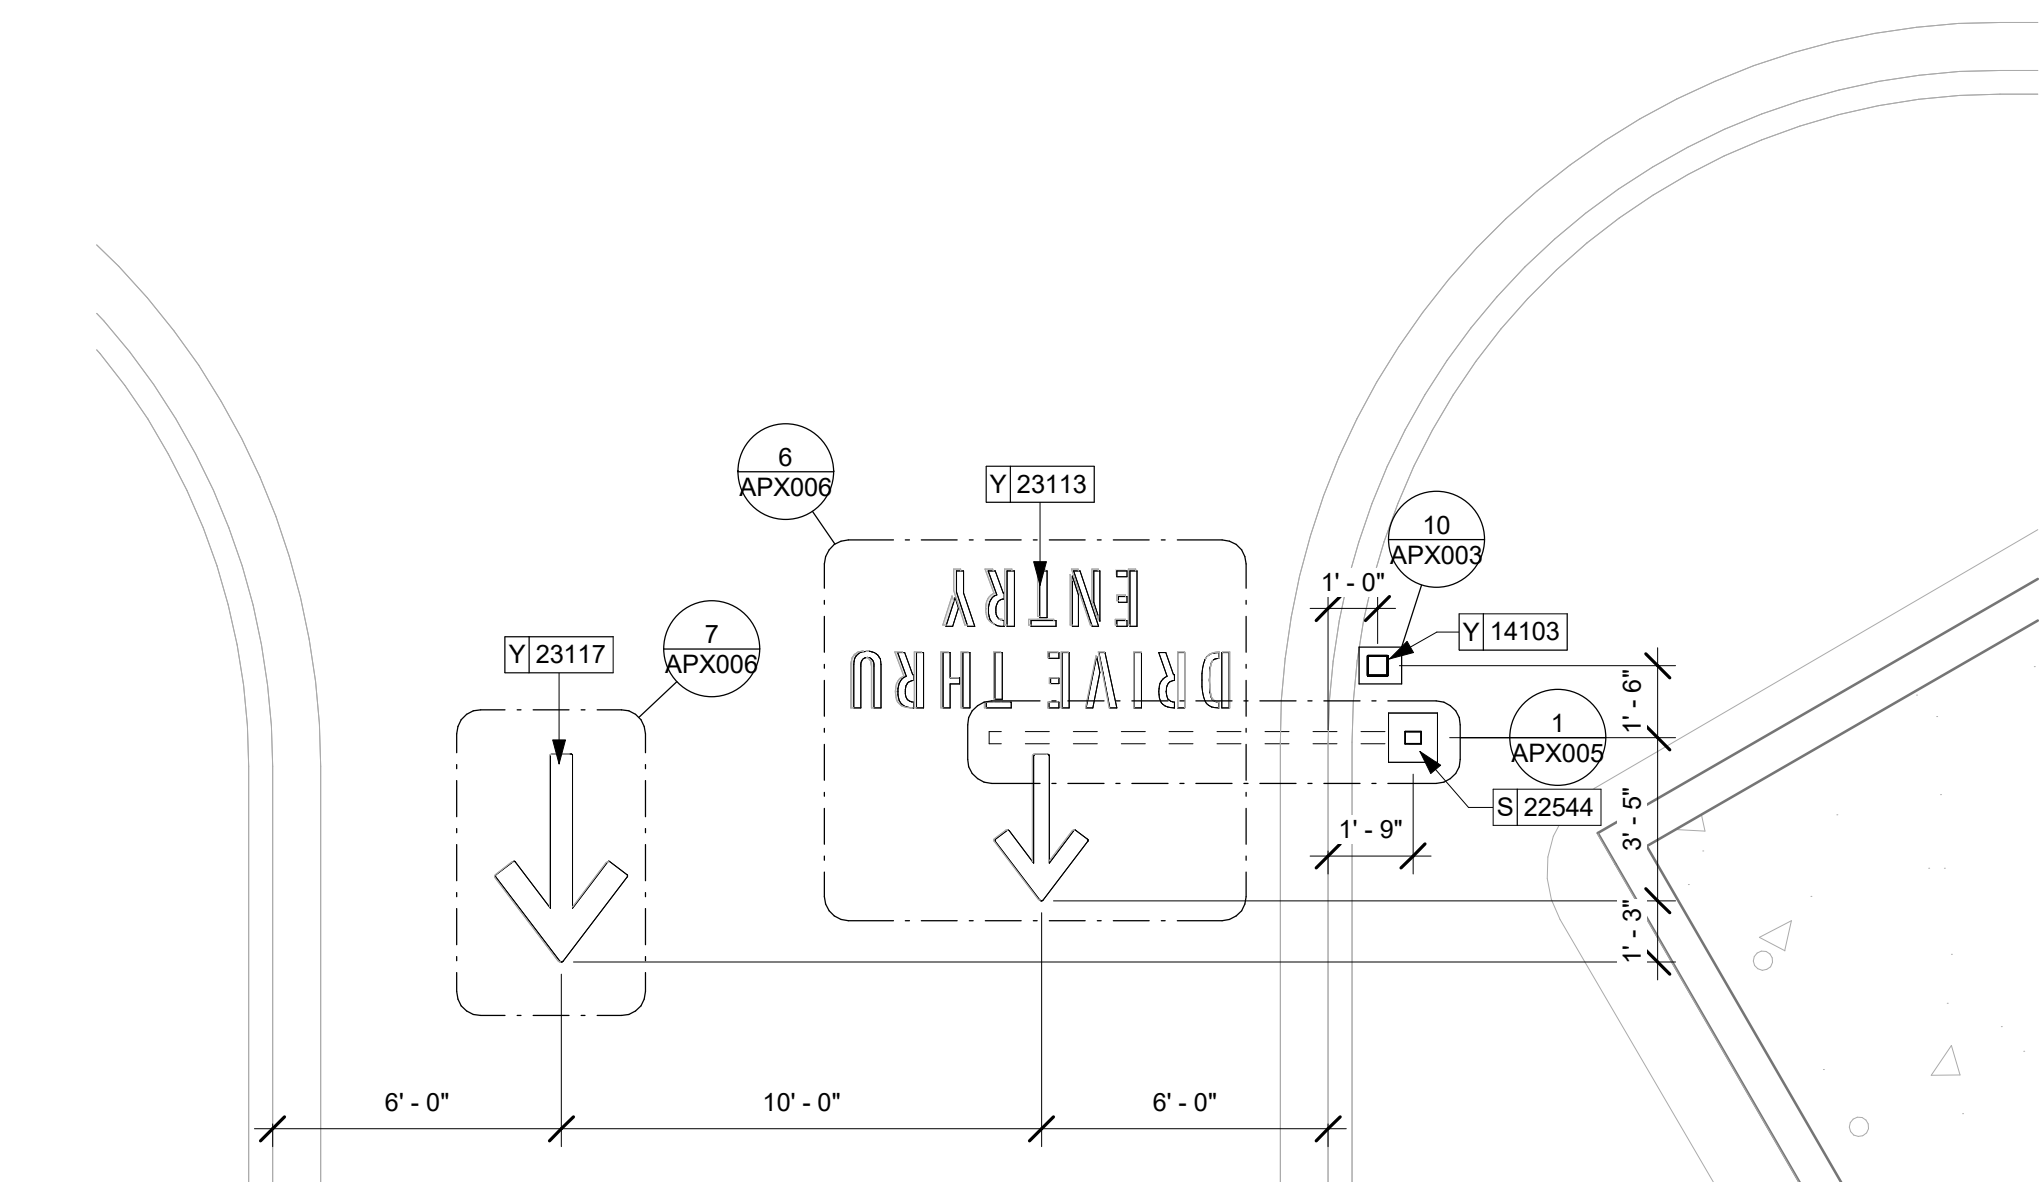 6
APX006
Y 23113
10
APX003
ENTRY
1' - 0"
7
APX006
Y 14103
Y 23117
DRIVE THRU
1' - 6"
1
APX005
S 22544
1' - 9"
3' - 5"
1' - 3"
6' - 0"
10' - 0"
6' - 0"